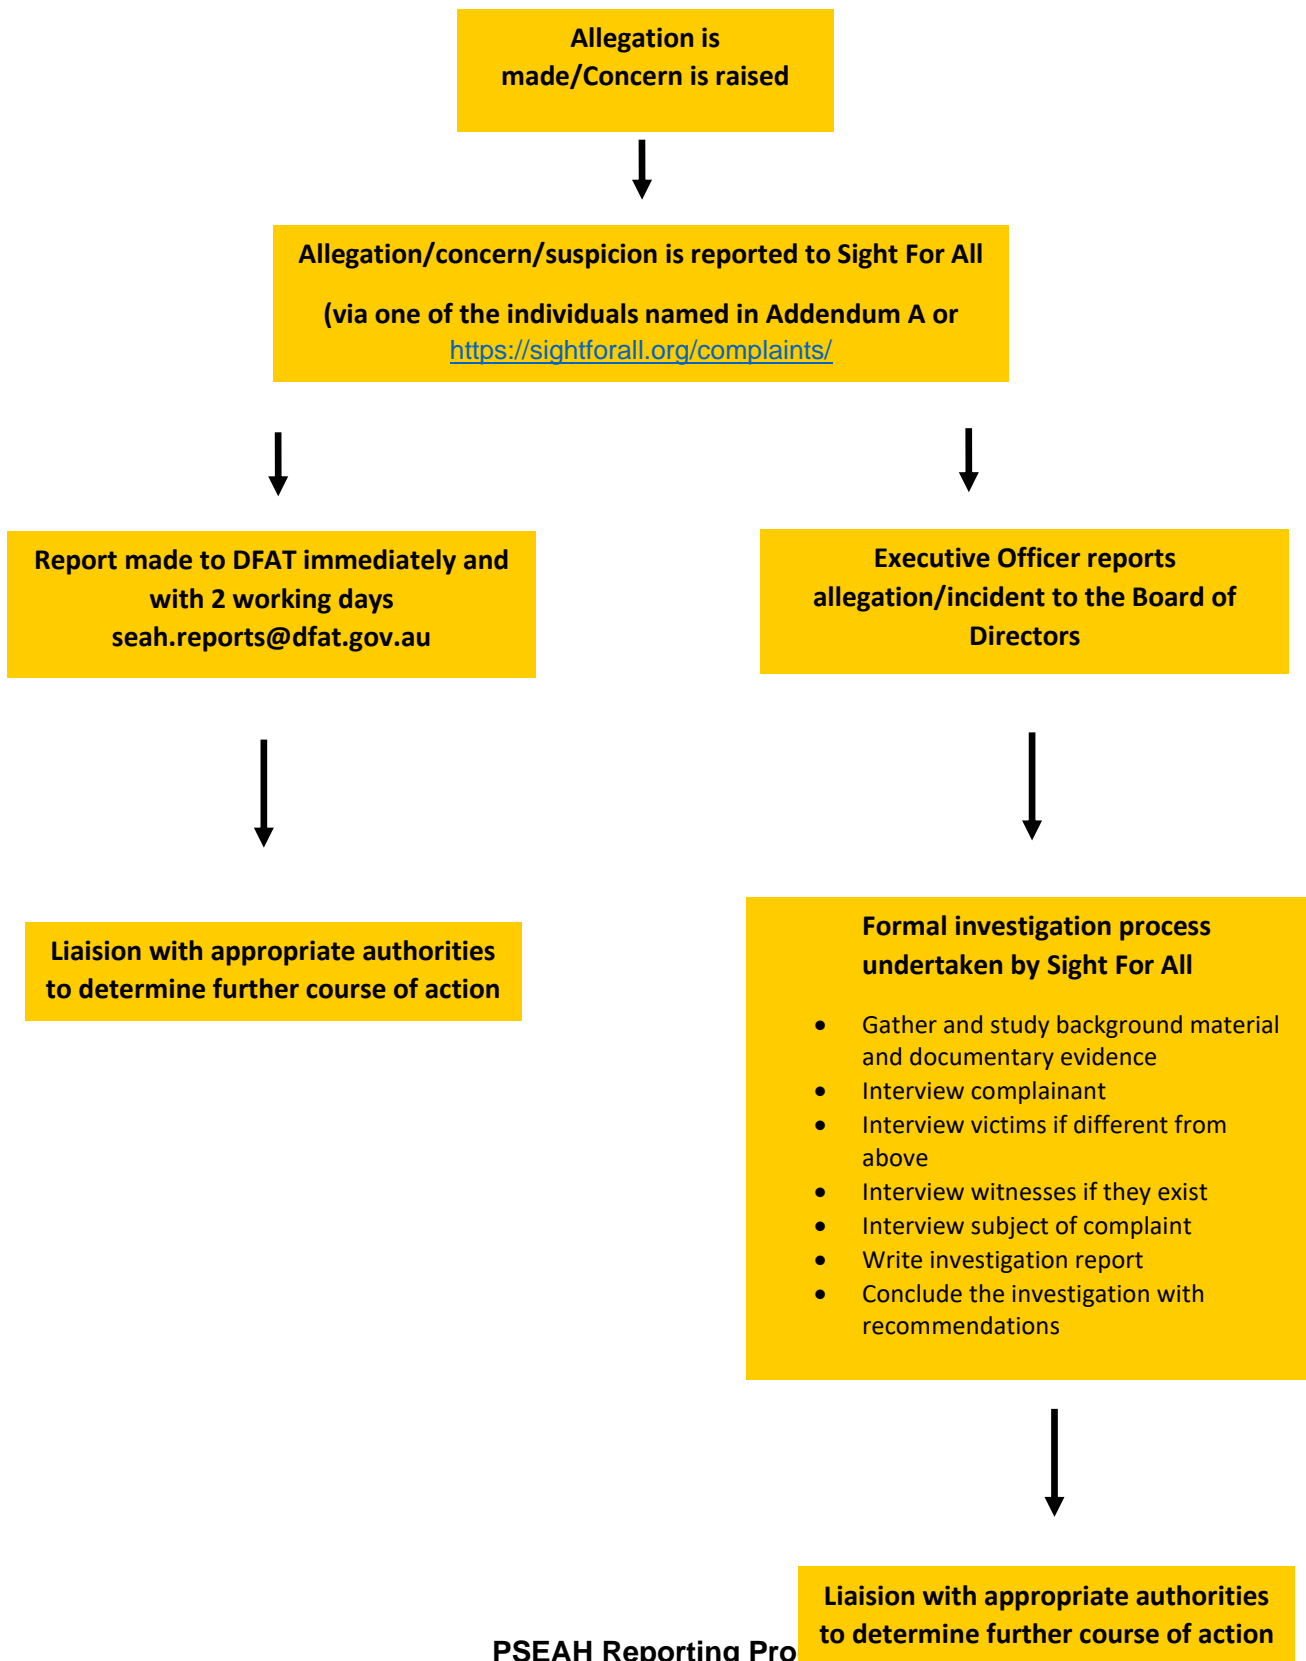 Allegation is
made/Concern is raised
Allegation/concern/suspicion is reported to Sight For All
(via one of the individuals named in Addendum A or
https://sightforall.org/complaints/
Report made to DFAT immediately and
with 2 working days
seah.reports@dfat.gov.au
Executive Officer reports
allegation/incident to the Board of
Directors
Liaision with appropriate authorities
to determine further course of action
Formal investigation process
undertaken by Sight For All
• Gather and study background material
and documentary evidence
• Interview complainant
• Interview victims if different from
above
• Interview witnesses if they exist
• Interview subject of complaint
• Write investigation report
• Conclude the investigation with
recommendations
Liaision with appropriate authorities
to determine further course of action
PSEAH Reporting